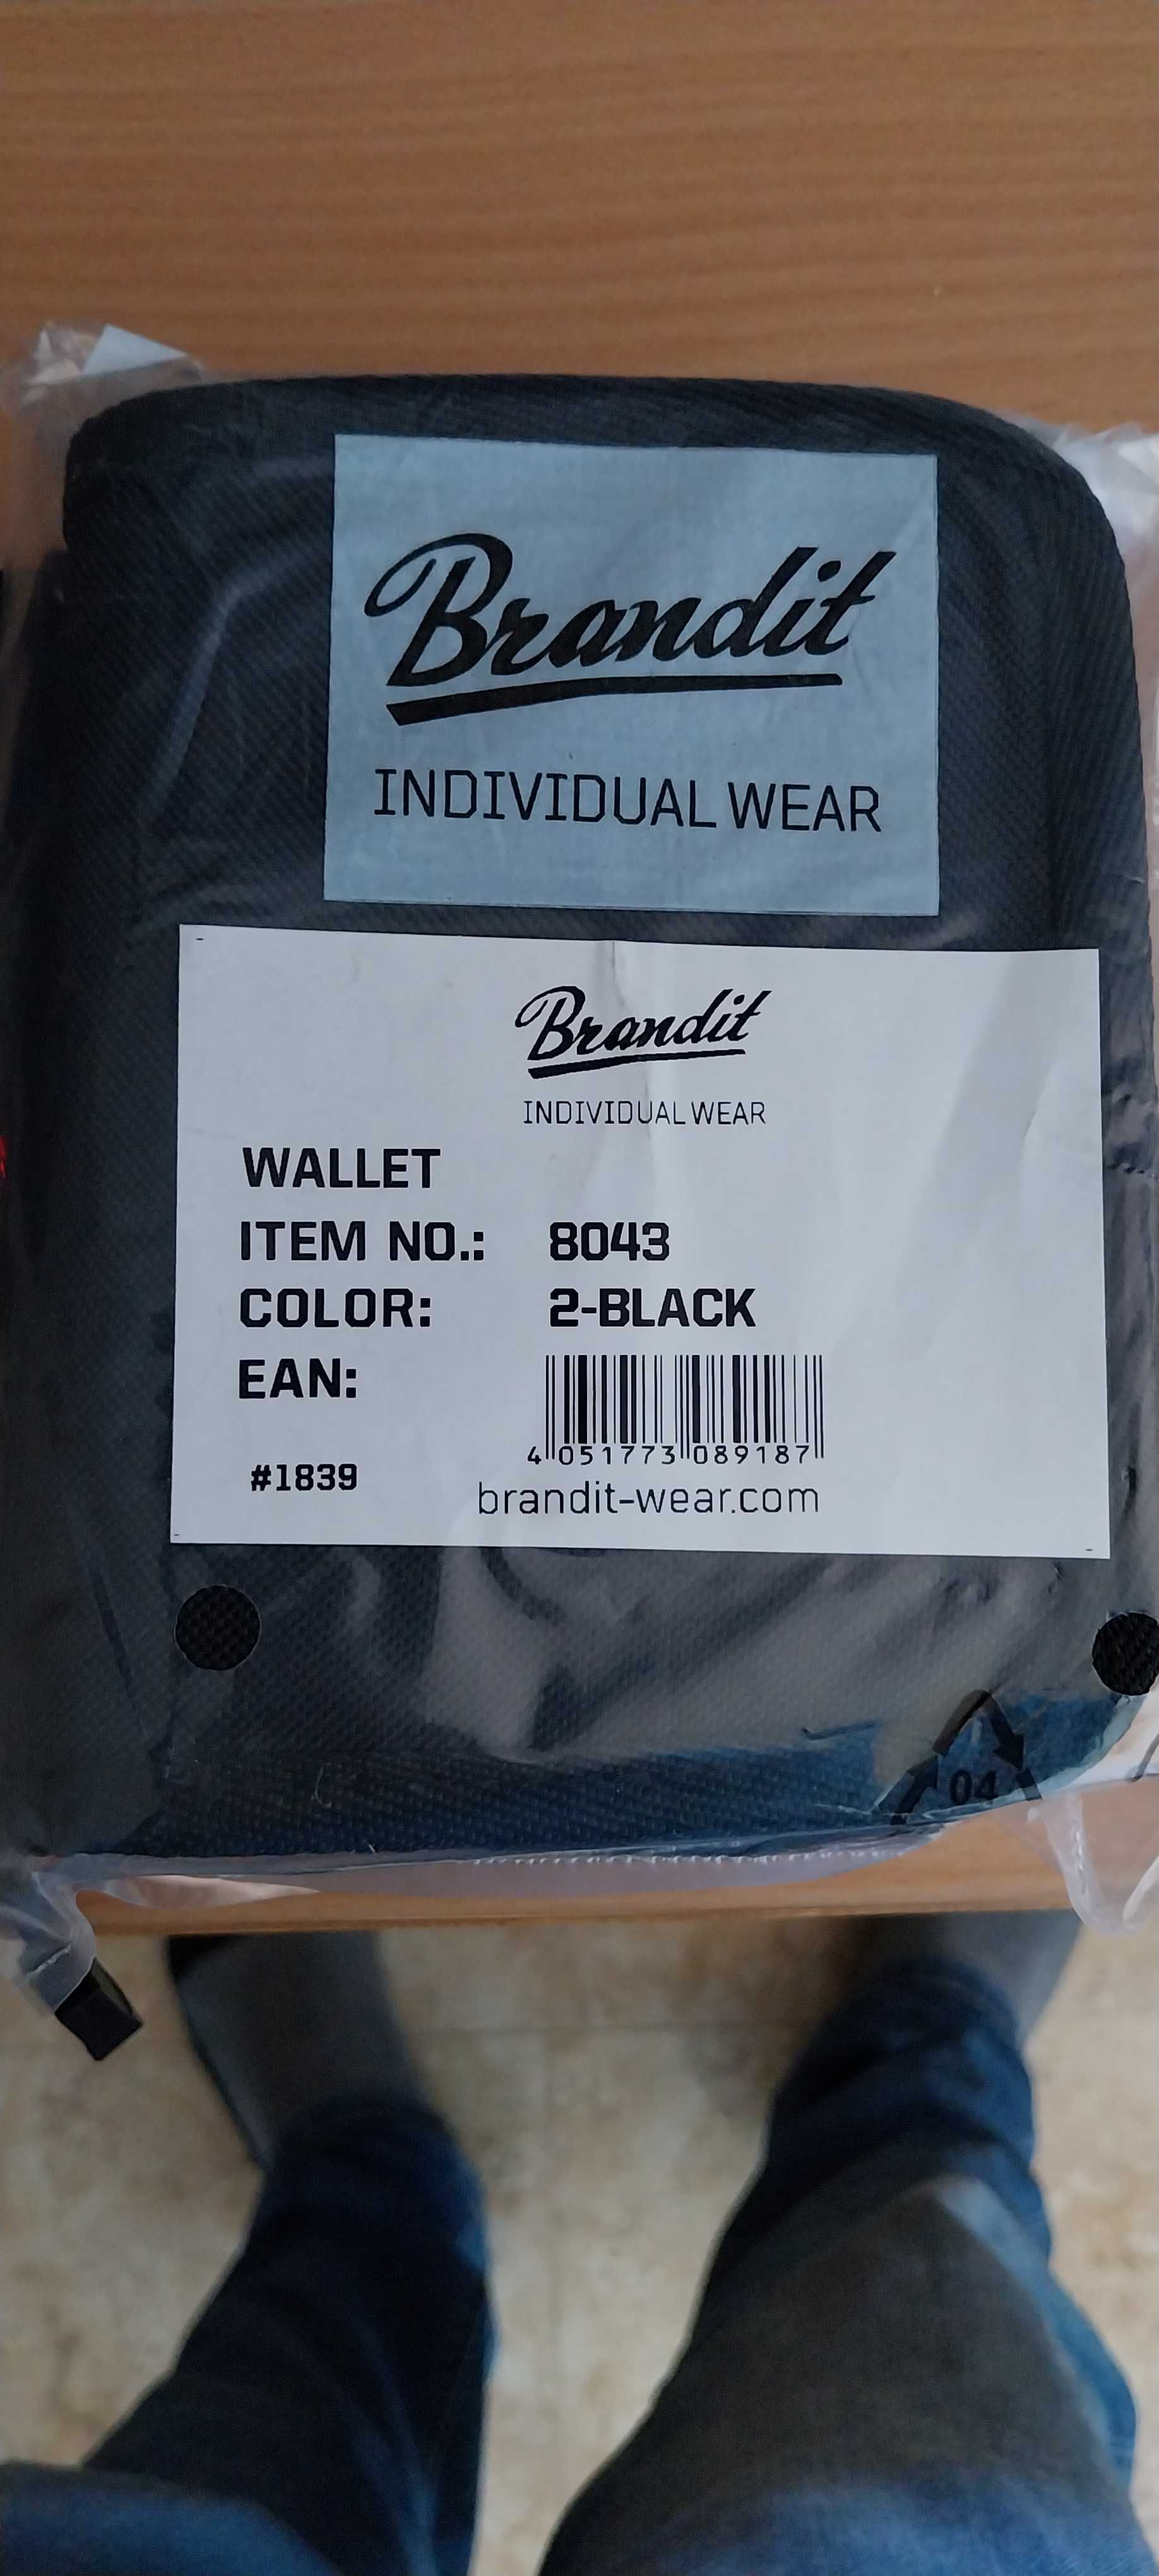 Brandit
INDIVIDUAL WEAR
Brandit
INDIVIDUAL WEAR
WALLET
ITEM NO.: 8043
COLOR: 2-BLACK
EAN:
4 051773 089187
#1839
brandit-wear.com
04